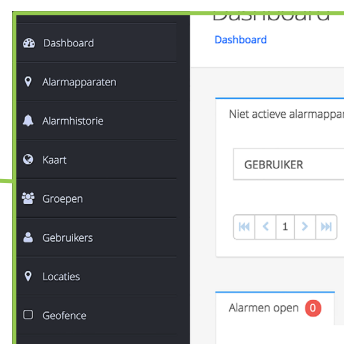 Dashboard
Dashboard
Dashboard
Alarmapparaten
Niet actieve alarmappar
Alarmhistorie
Kaart
GEBRUIKER
Groepen
1
Gebruikers
Locaties
Alarmen open 0
Geofence